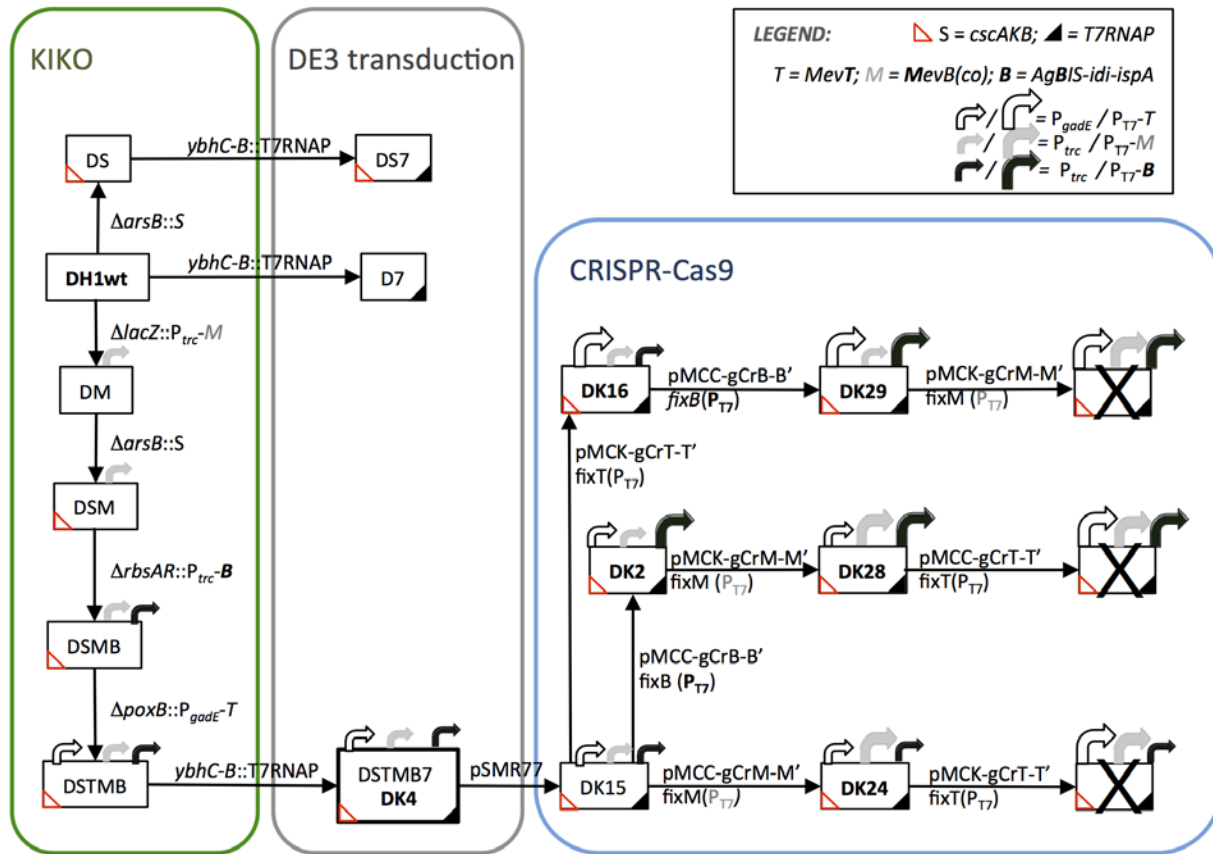 KIKO
DE3 transduction
LEGEND:
S = cscAKB; = T7RNAP
T = MevT; M = MevB(co); B = AgBIS-idi-ispA
/ = PgadE / PT7-T
/ = Ptrc / PT7-M
/ = Ptrc / PT7-B
DS
ybhC-B::T7RNAP
DS7
ΔarsB::S
DH1wt
ybhC-B::T7RNAP
D7
ΔlacZ::Ptrc-M
DM
ΔarsB::S
DSM
ΔrbsAR::Ptrc-B
DSMB
ΔpoxB::PgadE-T
DSTMB
ybhC-B::T7RNAP
DSTMB7
DK4
pSMR77
CRISPR-Cas9
DK16
pMCC-gCrB-B'
fixB(PT7)
DK29
pMCK-gCrM-M'
fixM (PT7)
X
pMCK-gCrT-T'
fixT(PT7)
DK2
pMCK-gCrM-M'
fixM (PT7)
DK28
pMCC-gCrT-T'
fixT(PT7)
X
pMCC-gCrB-B'
fixB (PT7)
DK15
pMCC-gCrM-M'
fixM(PT7)
DK24
pMCK-gCrT-T'
fixT(PT7)
X